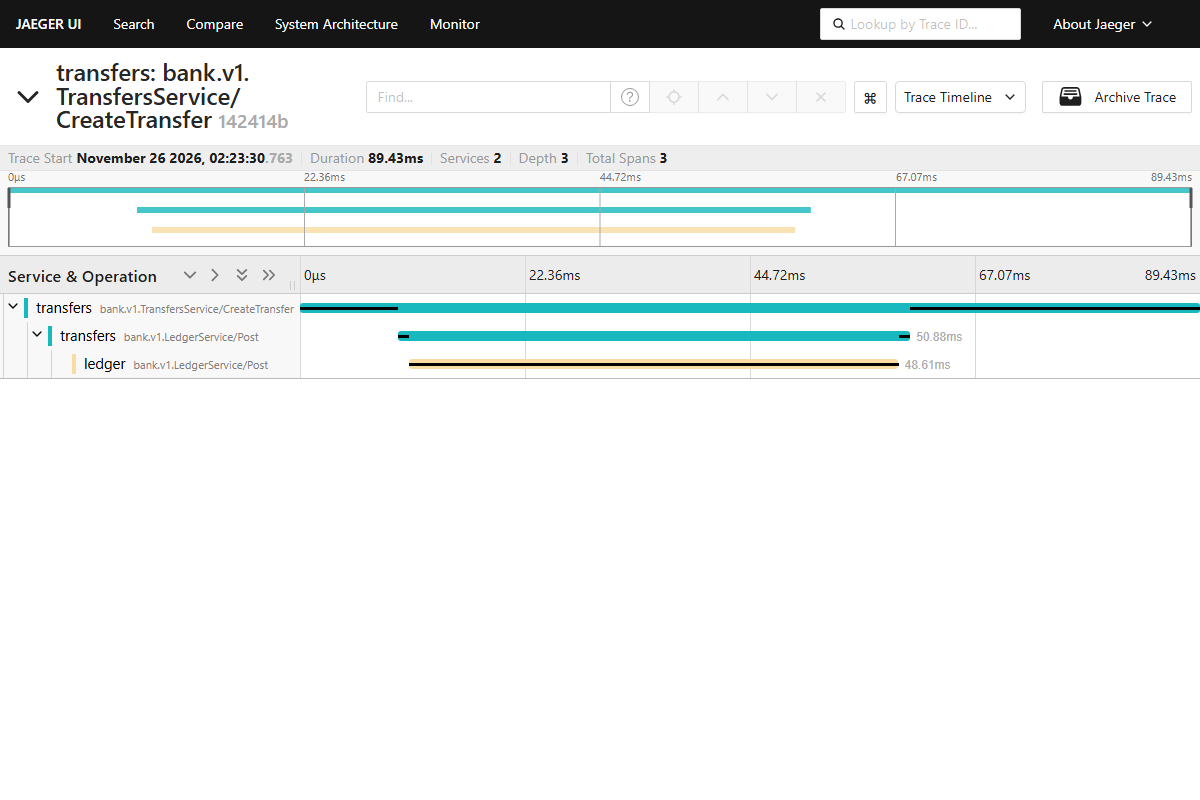 JAEGER UI Search Compare System Architecture Monitor Lookup by Trace ID... About Jaeger
transfers: bank.v1.
TransfersService/
CreateTransfer 142414b
Find... Trace Timeline Archive Trace
Trace Start November 26 2026, 02:23:30.763 Duration 89.43ms Services 2 Depth 3 Total Spans 3
0μs 22.36ms 44.72ms 67.07ms 89.43ms
Service & Operation 0μs 22.36ms 44.72ms 67.07ms 89.43ms
transfers bank.v1.TransfersService/CreateTransfer
transfers bank.v1.LedgerService/Post 50.88ms
ledger bank.v1.LedgerService/Post 48.61ms